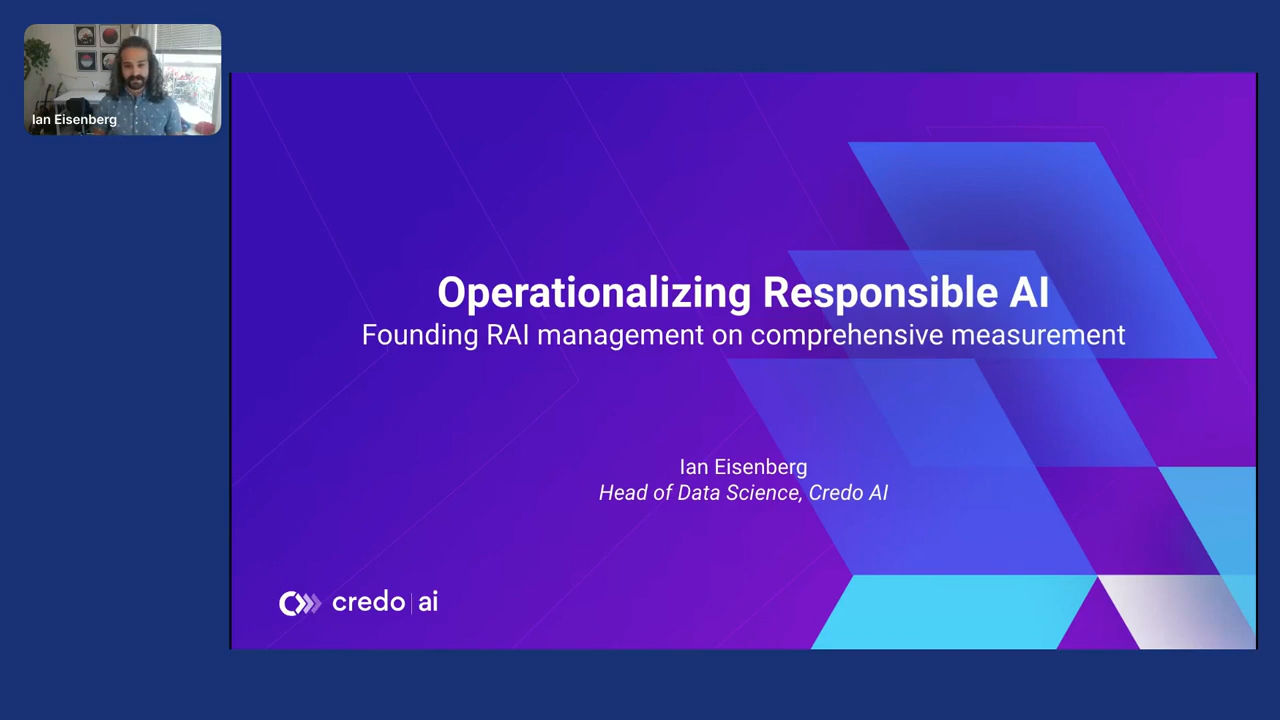 Ian Eisenberg
Operationalizing Responsible AI
Founding RAI management on comprehensive measurement
Ian Eisenberg
Head of Data Science, Credo AI
credo ai